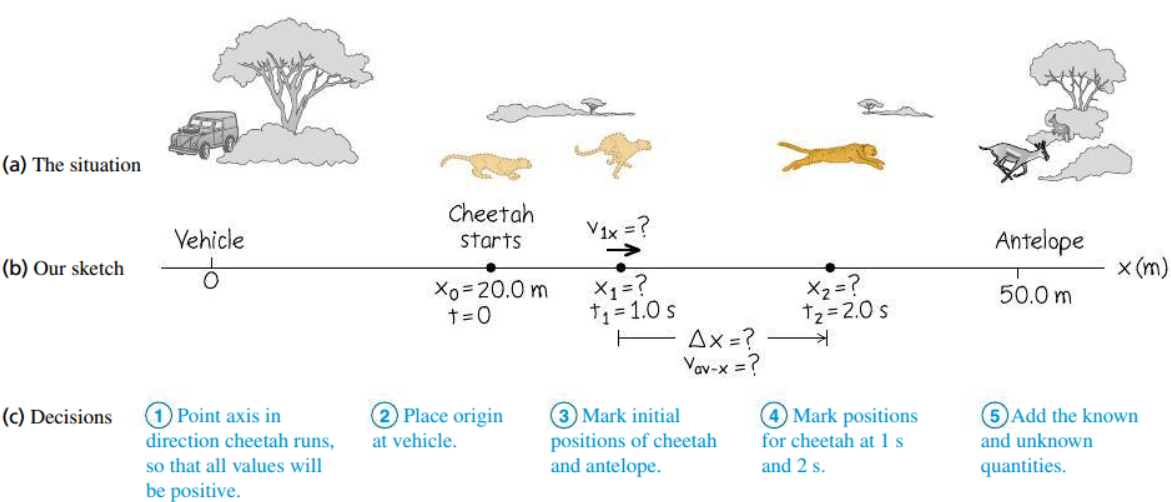 (a) The situation
Cheetah
starts
v₁ₓ = ?
Vehicle
Antelope
(b) Our sketch
x (m)
0
x₀ = 20.0 m
x₁ = ?
x₂ = ?
50.0 m
t = 0
t₁ = 1.0 s
t₂ = 2.0 s
Δx = ?
vav-x = ?
(c) Decisions
1 Point axis in
direction cheetah runs,
so that all values will
be positive.
2 Place origin
at vehicle.
3 Mark initial
positions of cheetah
and antelope.
4 Mark positions
for cheetah at 1 s
and 2 s.
5 Add the known
and unknown
quantities.